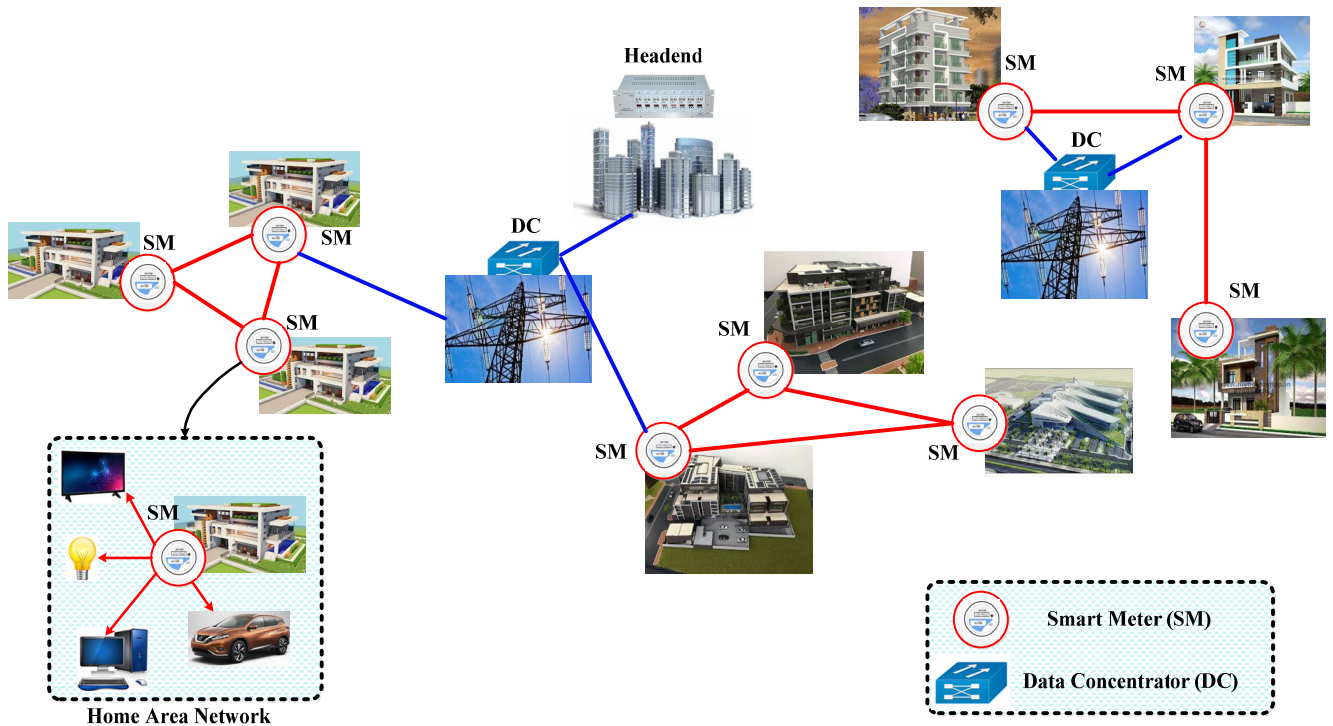 Headend
SM
SM
DC
SM
SM
DC
SM
SM
SM
SM
SM
SM
SM
Smart Meter (SM)
Data Concentrator (DC)
Home Area Network